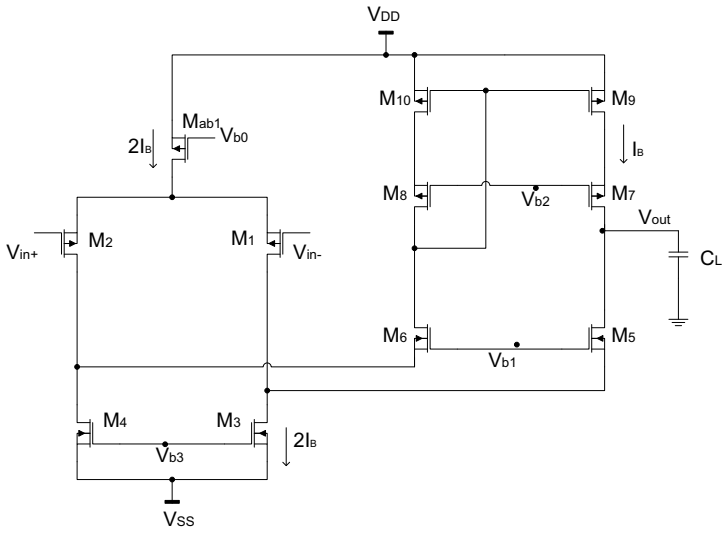 VDD
M10
M9
Mab1
Vb0
2IB
IB
M8
M7
Vb2
Vout
M2
M1
Vin+
Vin-
CL
M6
M5
Vb1
M4
M3
2IB
Vb3
VSS